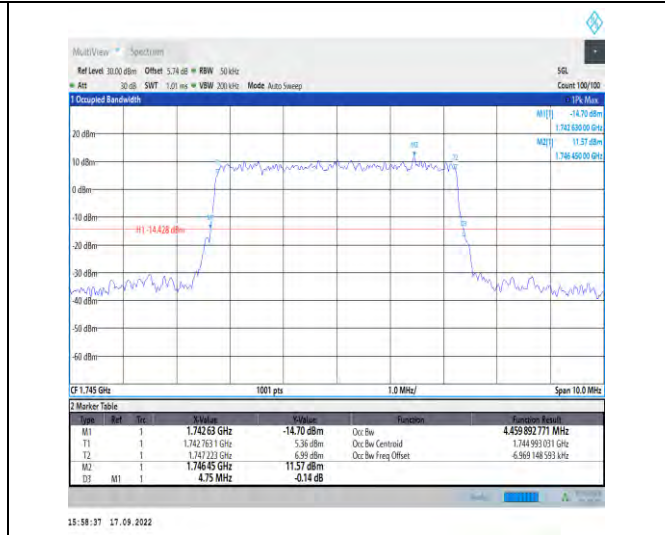 MultiView Spectrum
Ref Level 30.00 dBm Offset 5.74 dB RBW 50 kHz SGL
Att 30 dB SWT 1.01 ms VBW 200 kHz Mode Auto Sweep Count 100/100
1 Occupied Bandwidth 1Pk Max
M1[1] -14.70 dBm
1.742 630 00 GHz
M2[1] 11.57 dBm
1.746 450 00 GHz
20 dBm
M2
10 dBm
0 dBm
-10 dBm
H1 -14.428 dBm
-20 dBm
-30 dBm
-40 dBm
-50 dBm
-60 dBm
CF 1.745 GHz 1001 pts 1.0 MHz/ Span 10.0 MHz
2 Marker Table
Type Ref Trc X-Value Y-Value Function Function Result
M1 1 1.74263 GHz -14.70 dBm Occ Bw 4.459 892 771 MHz
T1 1 1.742 763 1 GHz 5.36 dBm Occ Bw Centroid 1.744 993 031 GHz
T2 1 1.747 223 GHz 6.99 dBm Occ Bw Freq Offset -6.969 148 593 kHz
M2 1 1.74645 GHz 11.57 dBm
D3 M1 1 4.75 MHz -0.14 dB
15:58:37 17.09.2022